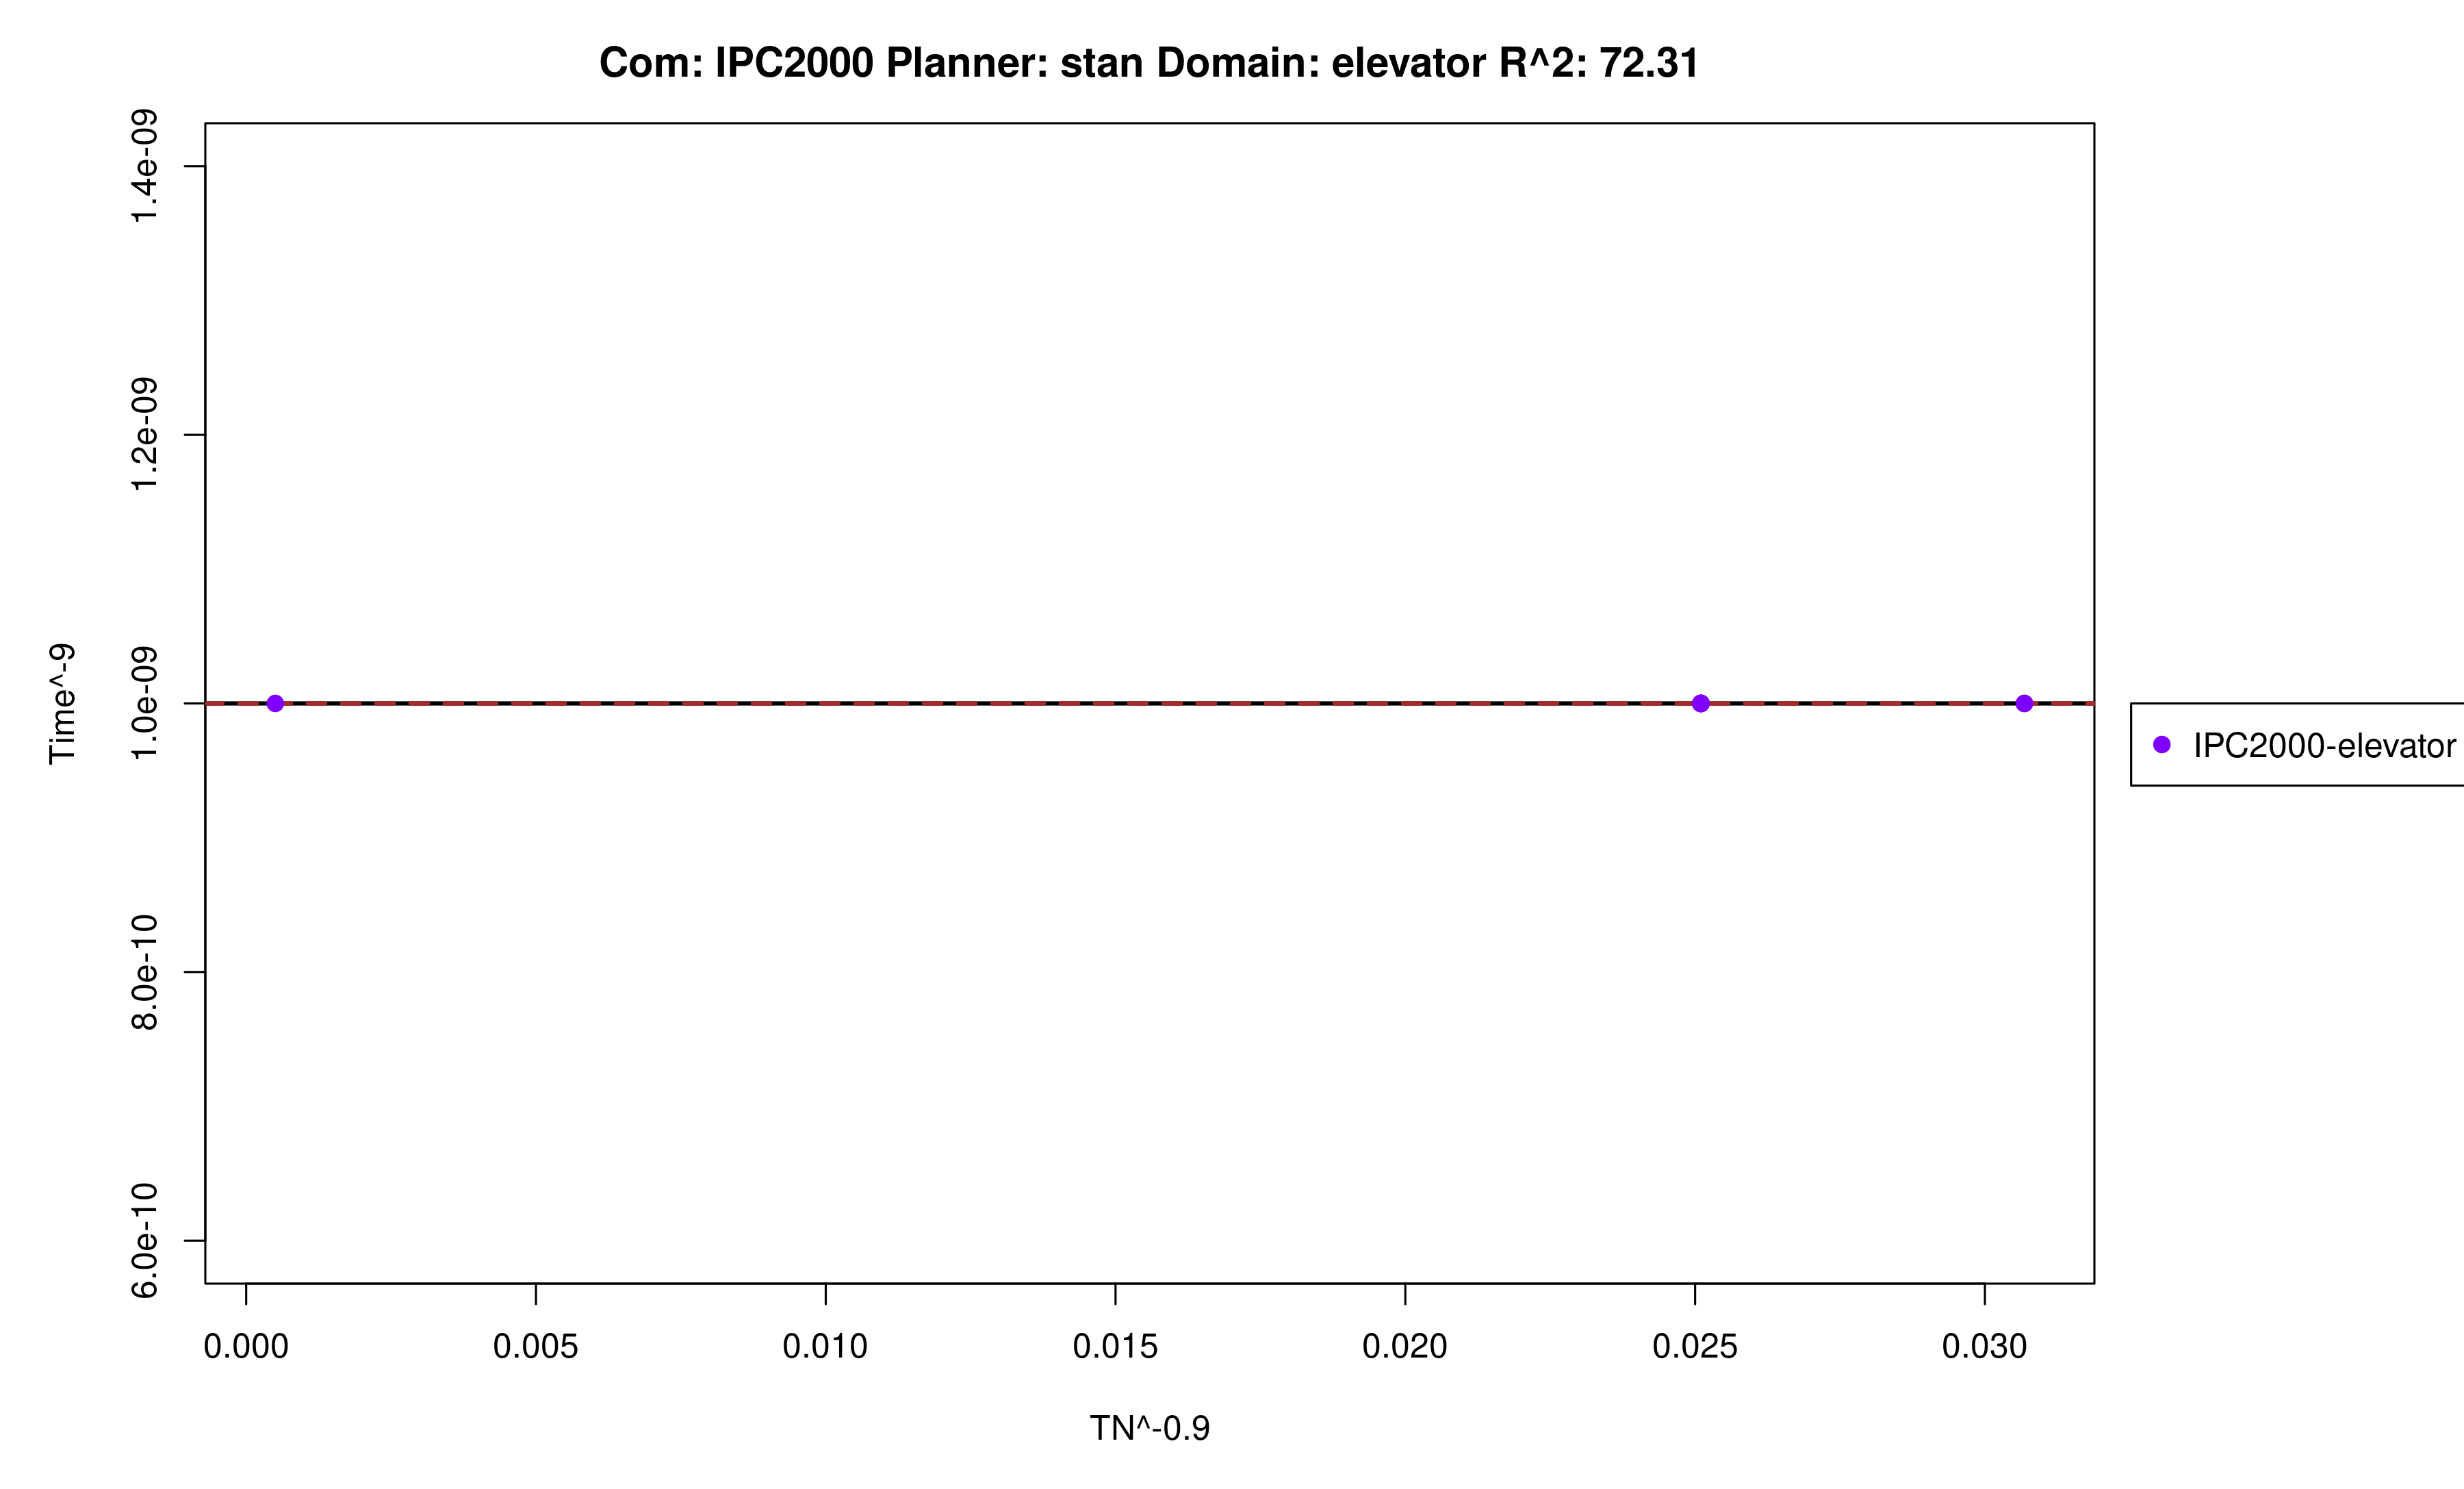 Com: IPC2000 Planner: stan Domain: elevator R^2: 72.31
1.4e-09
1.2e-09
1.0e-09
8.0e-10
6.0e-10
Time^-9
IPC2000-elevator
0.000 0.005 0.010 0.015 0.020 0.025 0.030
TN^-0.9